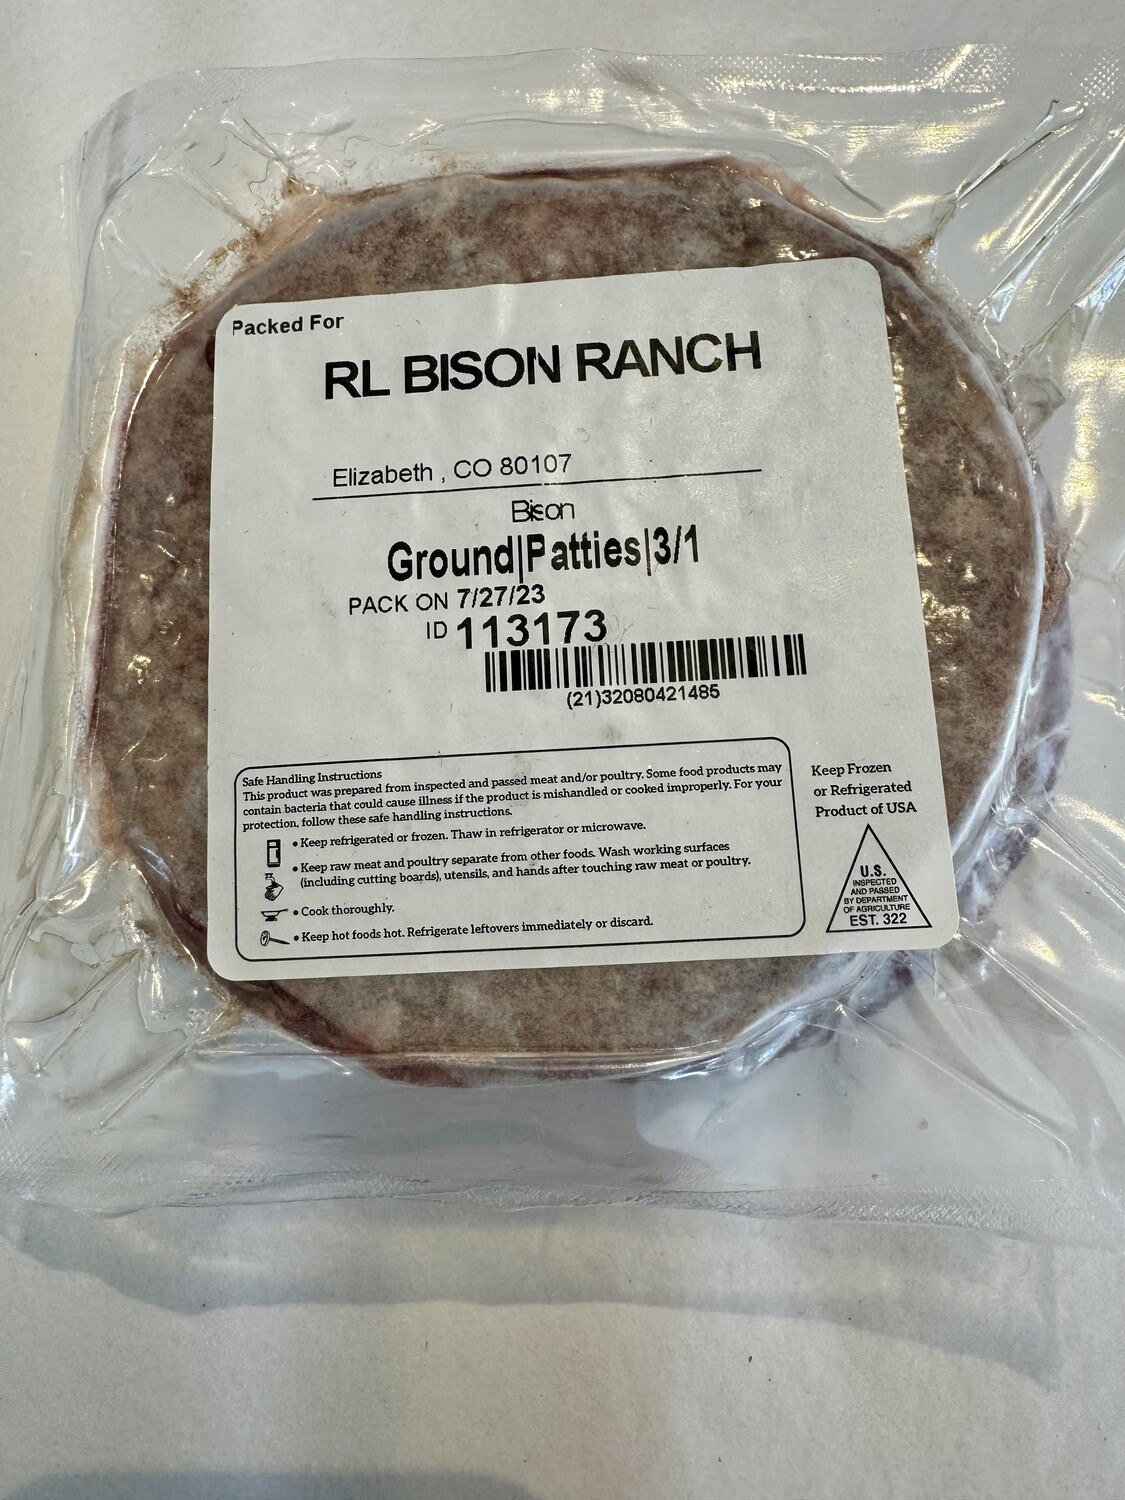 Packed For
RL BISON RANCH
Elizabeth , CO 80107
Bison
Ground|Patties|3/1
PACK ON 7/27/23
ID 113173
(21)32080421485
Safe Handling Instructions
This product was prepared from inspected and passed meat and/or poultry. Some food products may
contain bacteria that could cause illness if the product is mishandled or cooked improperly. For your
protection, follow these safe handling instructions.
• Keep refrigerated or frozen. Thaw in refrigerator or microwave.
• Keep raw meat and poultry separate from other foods. Wash working surfaces
(including cutting boards), utensils, and hands after touching raw meat or poultry.
• Cook thoroughly.
• Keep hot foods hot. Refrigerate leftovers immediately or discard.
Keep Frozen
or Refrigerated
Product of USA
U.S.
INSPECTED
AND PASSED
BY DEPARTMENT
OF AGRICULTURE
EST. 322